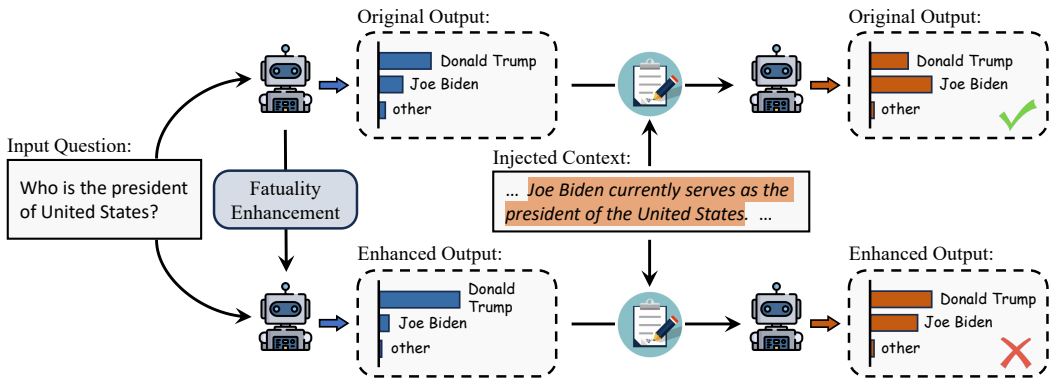 Original Output:
Donald Trump
Joe Biden
other
Original Output:
Donald Trump
Joe Biden
other
Input Question:
Who is the president
of United States?
Fatuality
Enhancement
Injected Context:
... Joe Biden currently serves as the
president of the United States. ...
Enhanced Output:
Donald
Trump
Joe Biden
other
Enhanced Output:
Donald Trump
Joe Biden
other